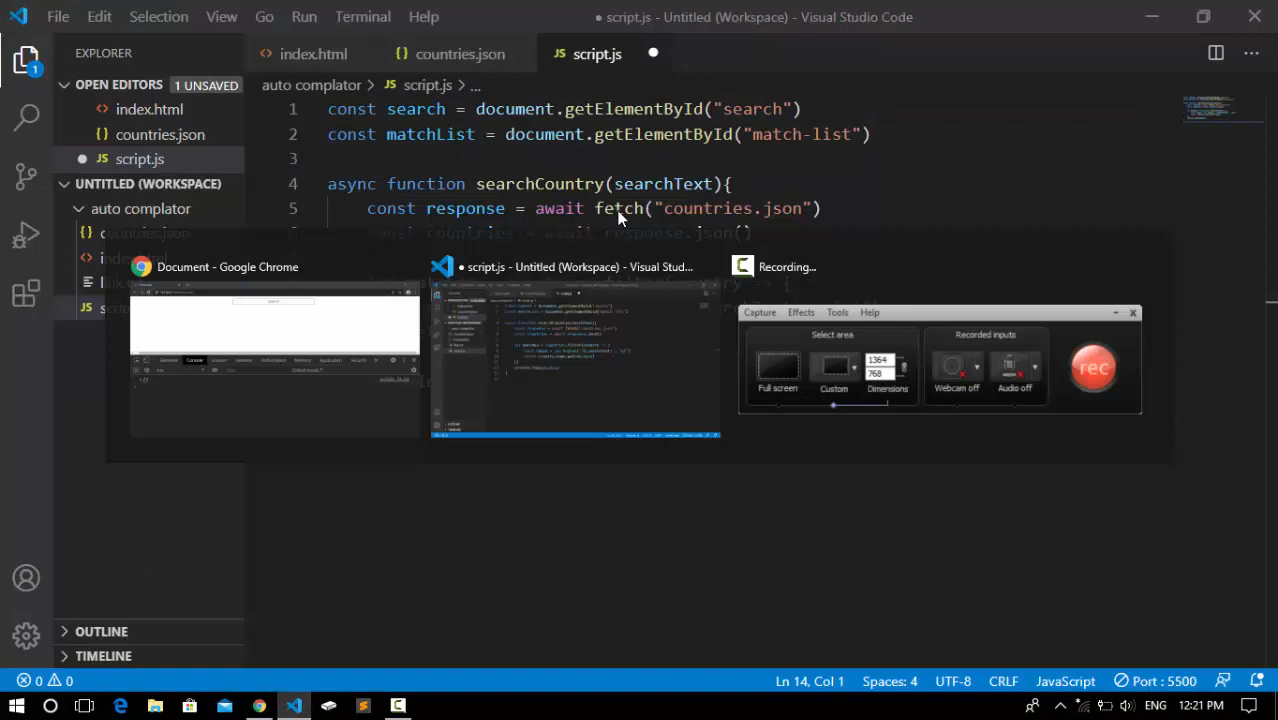 File Edit Selection View Go Run Terminal Help
● script.js - Untitled (Workspace) - Visual Studio Code
EXPLORER
index.html
countries.json
JS script.js
OPEN EDITORS
1 UNSAVED
index.html
{} countries.json
JS script.js
UNTITLED (WORKSPACE)
auto complator
JS
auto complator > JS script.js > ...
1 const search = document.getElementById("search")
2 const matchList = document.getElementById("match-list")
3
4 async function searchCountry(searchText){
5 const response = await fetch("countries.json")
const countries = await response.json()
Document - Google Chrome
● script.js - Untitled (Workspace) - Visual Stud...
Recording...
Capture Effects Tools Help
Select area
Full screen
Custom
1364
768
Dimensions
Recorded inputs
Webcam off
Audio off
rec
OUTLINE
TIMELINE
0 0
Ln 14, Col 1
Spaces: 4
UTF-8
CRLF
JavaScript
Port : 5500
ENG
12:21 PM